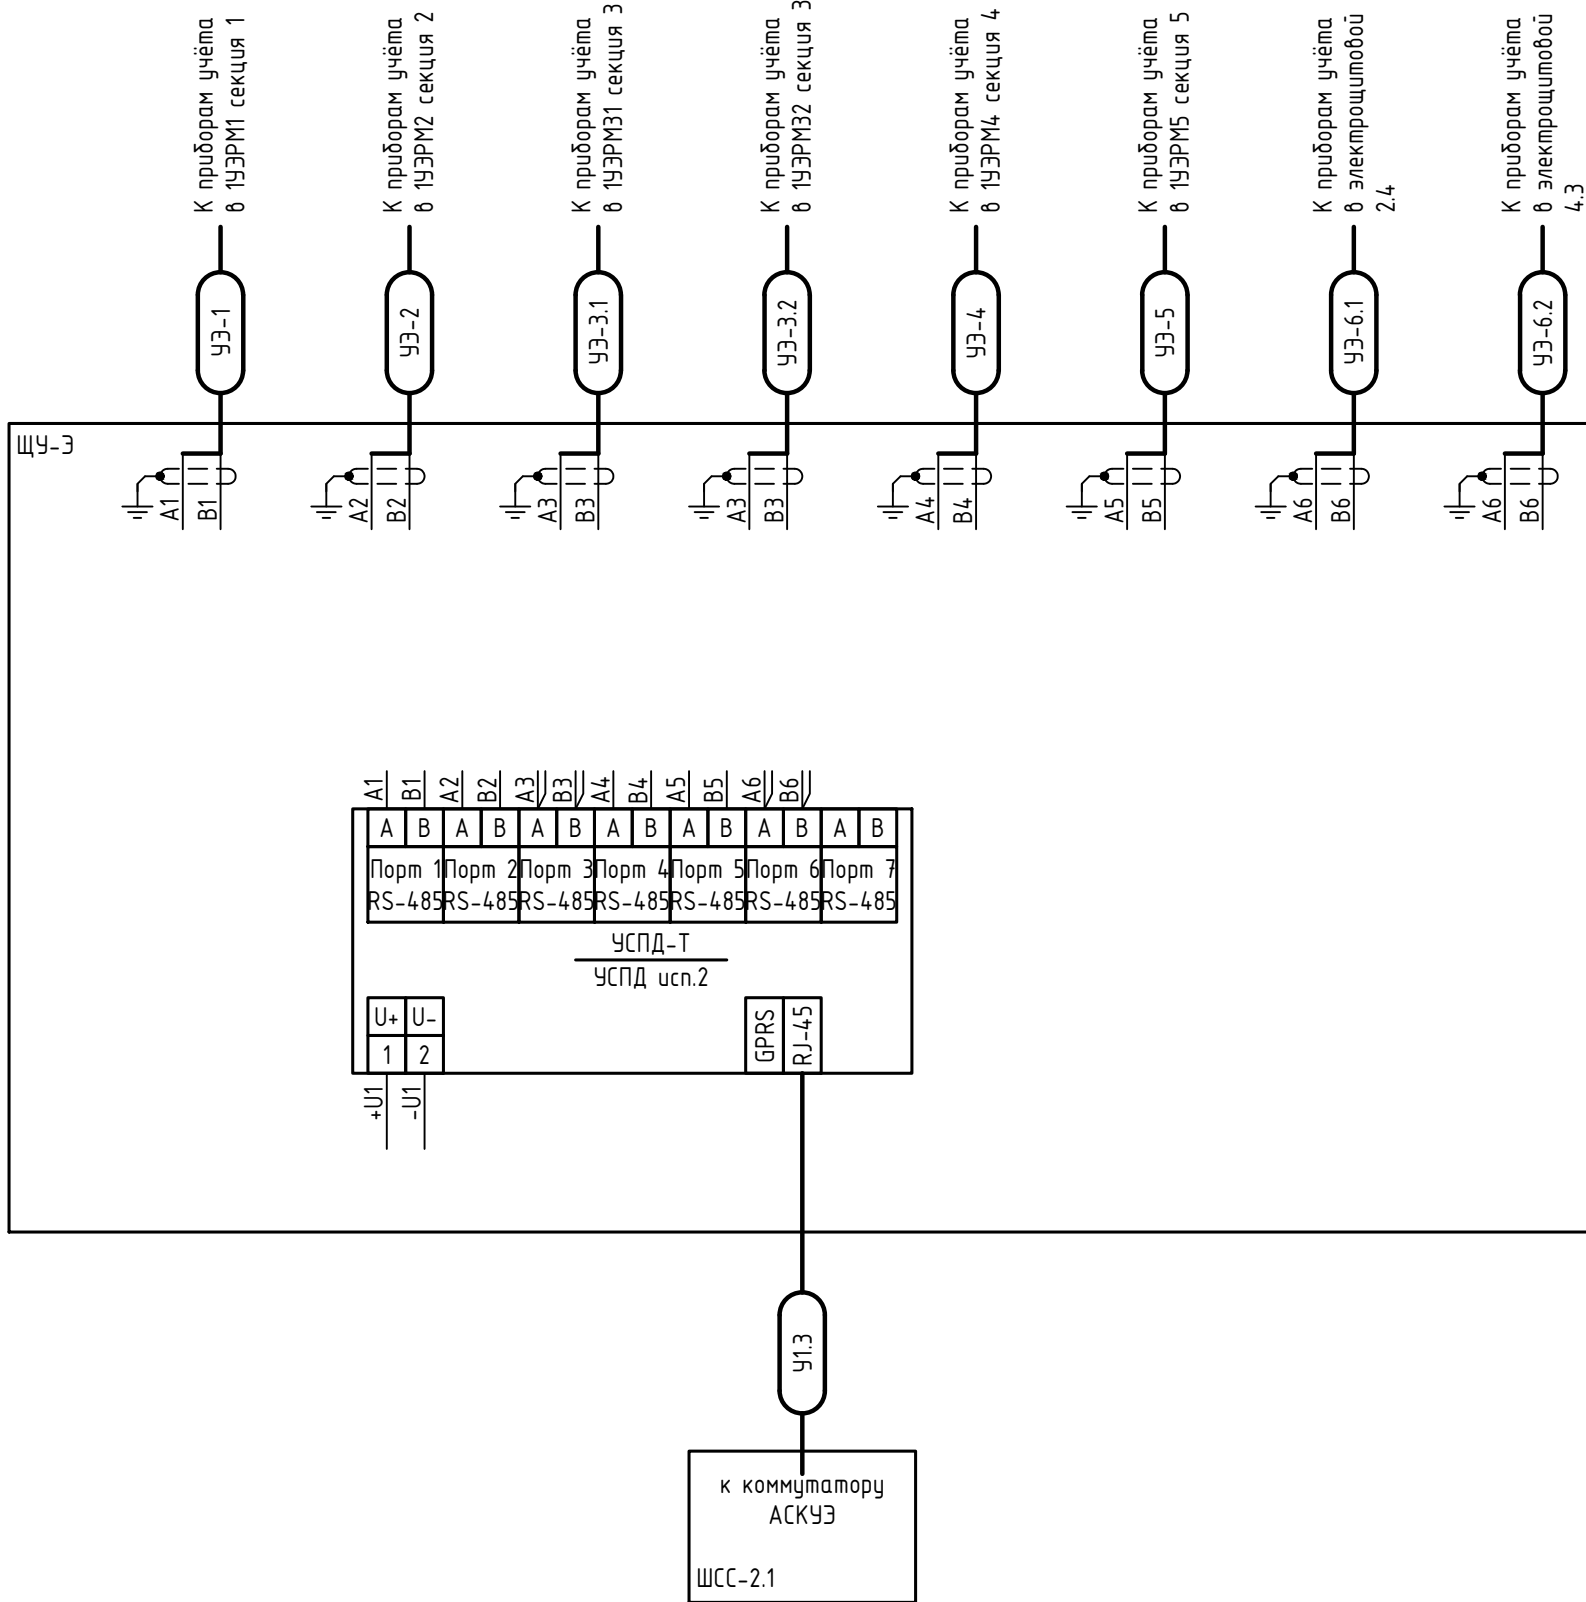 К приборам учёта
в 1УЭРМ1 секция 1
К приборам учёта
в 1УЭРМ2 секция 2
К приборам учёта
в 1УЭРМ31 секция 3
К приборам учёта
в 1УЭРМ32 секция 3
К приборам учёта
в 1УЭРМ4 секция 4
К приборам учёта
в 1УЭРМ5 секция 5
К приборам учёта
в электрощитовой
2.4
К приборам учёта
в электрощитовой
4.3
УЭ-1
УЭ-2
УЭ-3.1
УЭ-3.2
УЭ-4
УЭ-5
УЭ-6.1
УЭ-6.2
ЩУ-Э
A1
B1
A2
B2
A3
B3
A3
B3
A4
B4
A5
B5
A6
B6
A6
B6
A1
B1
A2
B2
A3
B3
A4
B4
A5
B5
A6
B6
A B A B A B A B A B A B A B
Порт 1 Порт 2 Порт 3 Порт 4 Порт 5 Порт 6 Порт 7
RS-485 RS-485 RS-485 RS-485 RS-485 RS-485 RS-485
УСПД-Т
УСПД исп.2
U+ U-
1 2
GPRS
RJ-45
+U1
-U1
У1.3
к коммутатору
АСКУЭ
ШСС-2.1